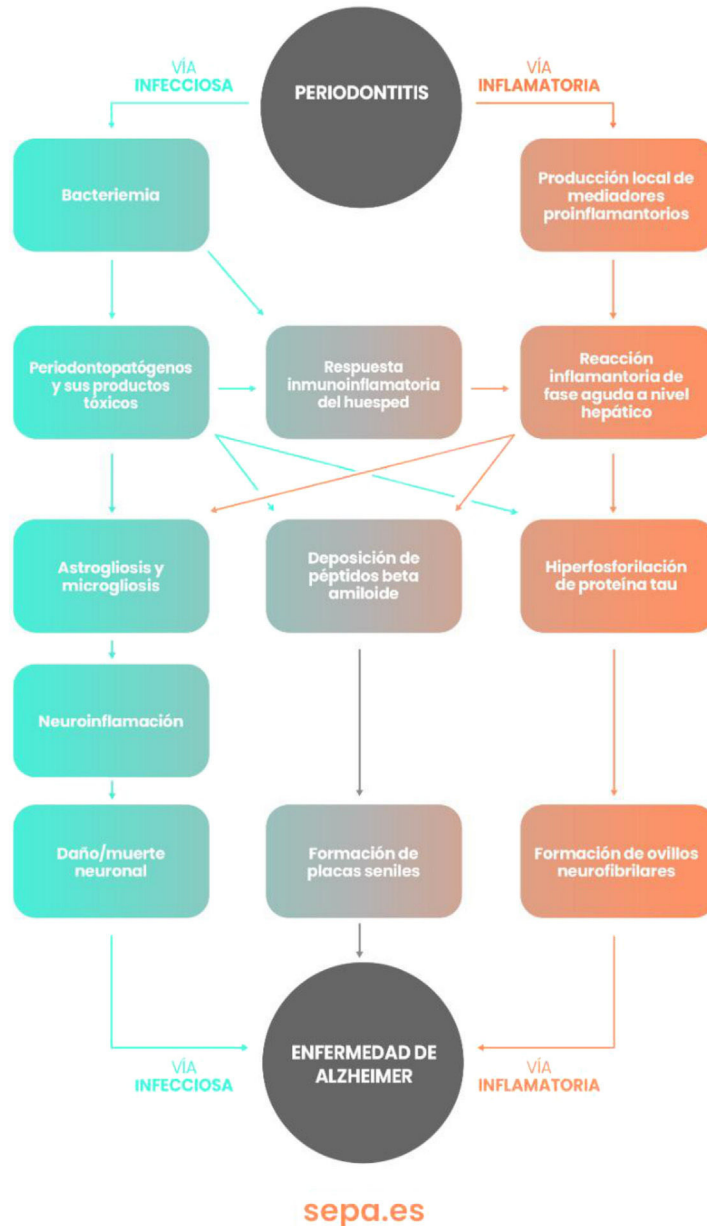 VÍA
INFECCIOSA
PERIODONTITIS
VÍA
INFLAMATORIA
Bacteriemia
Producción local de
mediadores
proinflamantorios
Periodontopatógenos
y sus productos
tóxicos
Respuesta
inmunoinflamatoria
del huesped
Reacción
inflamantoria de
fase aguda a nivel
hepático
Astrogliosis y
microgliosis
Deposición de
péptidos beta
amiloide
Hiperfosforilación
de proteína tau
Neuroinflamación
Daño/muerte
neuronal
Formación de
placas seniles
Formación de ovillos
neurofibrilares
ENFERMEDAD DE
ALZHEIMER
VÍA
INFECCIOSA
VÍA
INFLAMATORIA
sepa.es